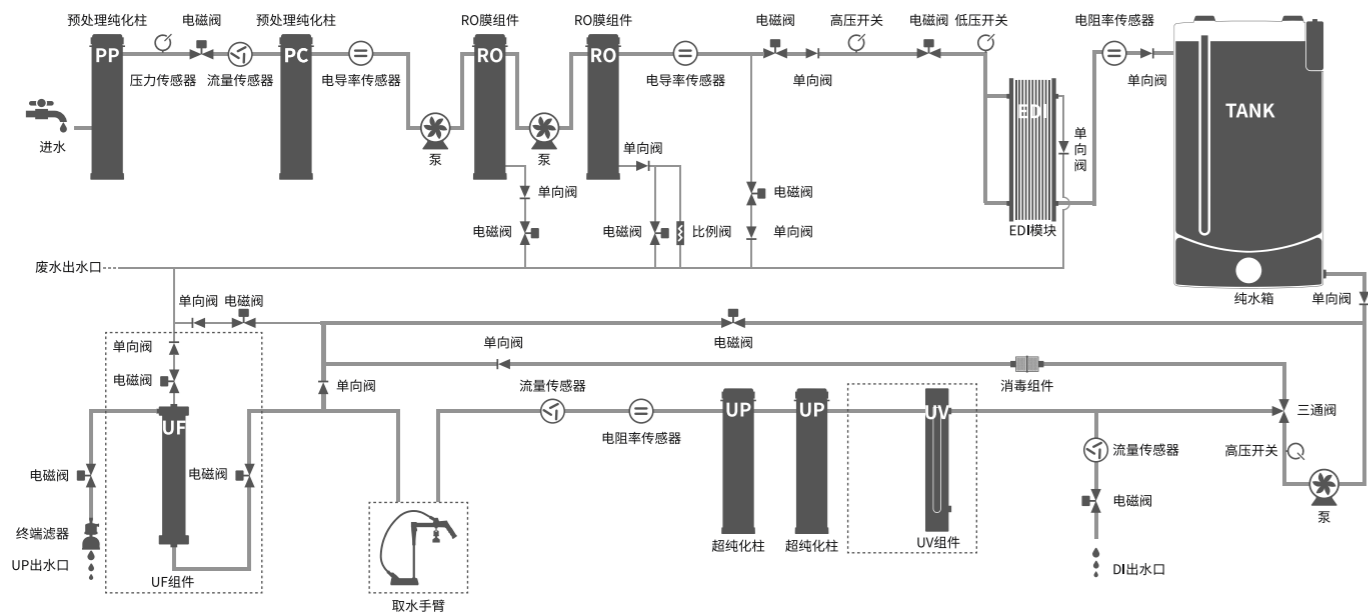 预处理纯化柱
电磁阀
预处理纯化柱
RO膜组件
RO膜组件
电磁阀
高压开关
电磁阀
低压开关
电阻率传感器
PP
PC
RO
RO
压力传感器
流量传感器
电导率传感器
电导率传感器
单向阀
单向阀
EDI
TANK
进水
泵
泵
单向阀
单向阀
单向阀
电磁阀
电磁阀
电磁阀
比例阀
单向阀
EDI模块
废水出水口
纯水箱
单向阀
单向阀
电磁阀
电磁阀
单向阀
单向阀
电磁阀
单向阀
流量传感器
消毒组件
UF
UP
UP
UV
三通阀
电阻率传感器
流量传感器
高压开关
电磁阀
电磁阀
电磁阀
泵
终端滤器
UP出水口
超纯化柱
超纯化柱
UV组件
DI出水口
UF组件
取水手臂